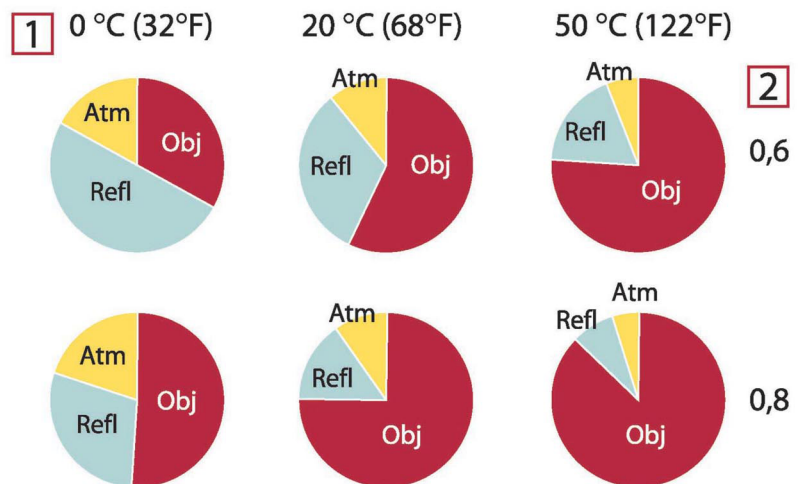 1 0 °C (32°F) 20 °C (68°F) 50 °C (122°F)
2
Atm Obj Refl
Atm Refl Obj
Atm Refl Obj
0,6
Atm Obj Refl
Atm Refl Obj
Atm Refl Obj
0,8